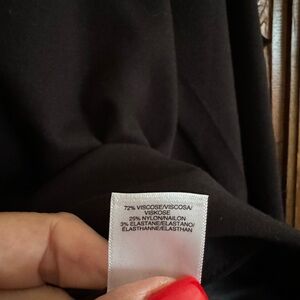 72% VISCOSE/VISCOSA/
VISKOSE
25% NYLON/NAILON
3% ELASTANE/ELASTANO/
ELASTHANNE/ELASTHAN